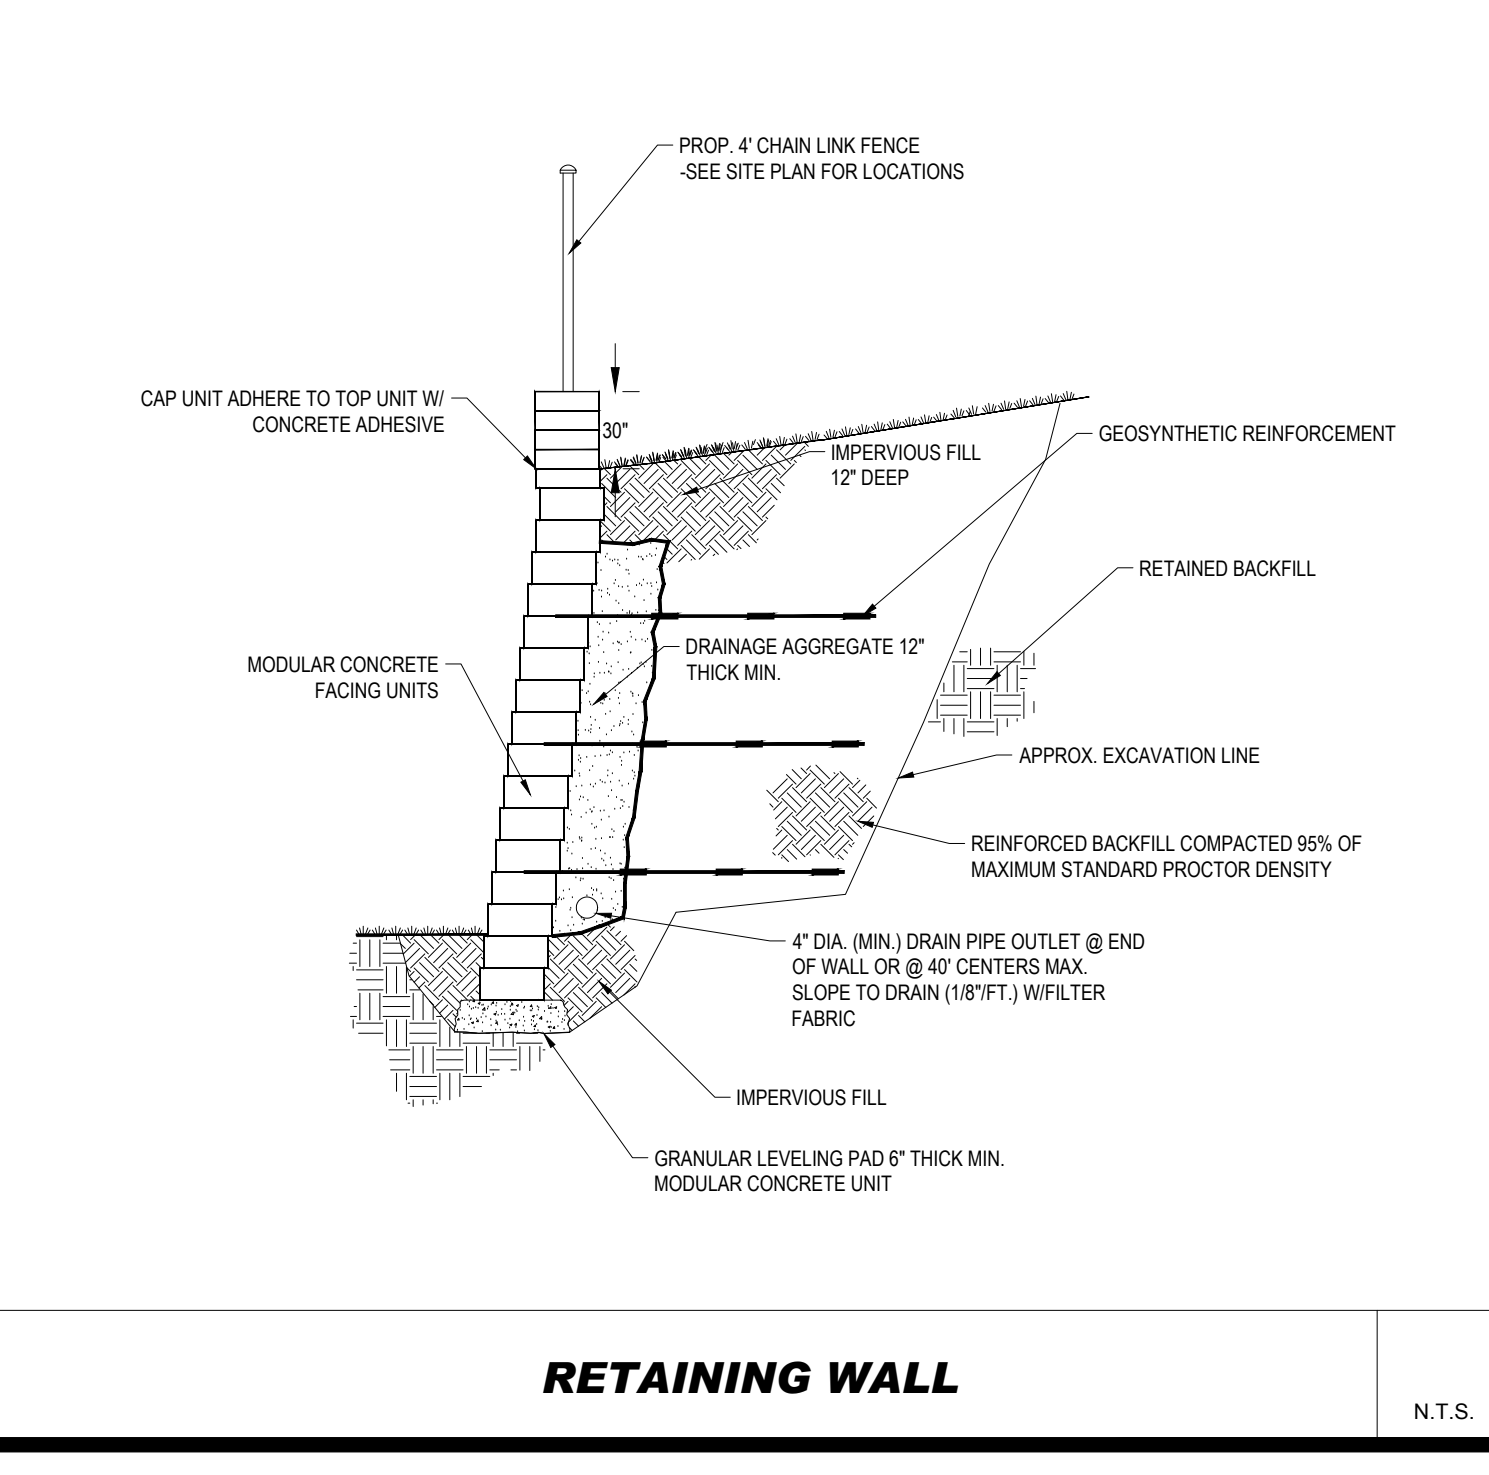 PROP. 4' CHAIN LINK FENCE
-SEE SITE PLAN FOR LOCATIONS
CAP UNIT ADHERE TO TOP UNIT W/
CONCRETE ADHESIVE
30"
GEOSYNTHETIC REINFORCEMENT
IMPERVIOUS FILL
12" DEEP
RETAINED BACKFILL
DRAINAGE AGGREGATE 12"
THICK MIN.
MODULAR CONCRETE
FACING UNITS
APPROX. EXCAVATION LINE
REINFORCED BACKFILL COMPACTED 95% OF
MAXIMUM STANDARD PROCTOR DENSITY
4" DIA. (MIN.) DRAIN PIPE OUTLET @ END
OF WALL OR @ 40' CENTERS MAX.
SLOPE TO DRAIN (1/8"/FT.) W/FILTER
FABRIC
IMPERVIOUS FILL
GRANULAR LEVELING PAD 6" THICK MIN.
MODULAR CONCRETE UNIT
RETAINING WALL
N.T.S.